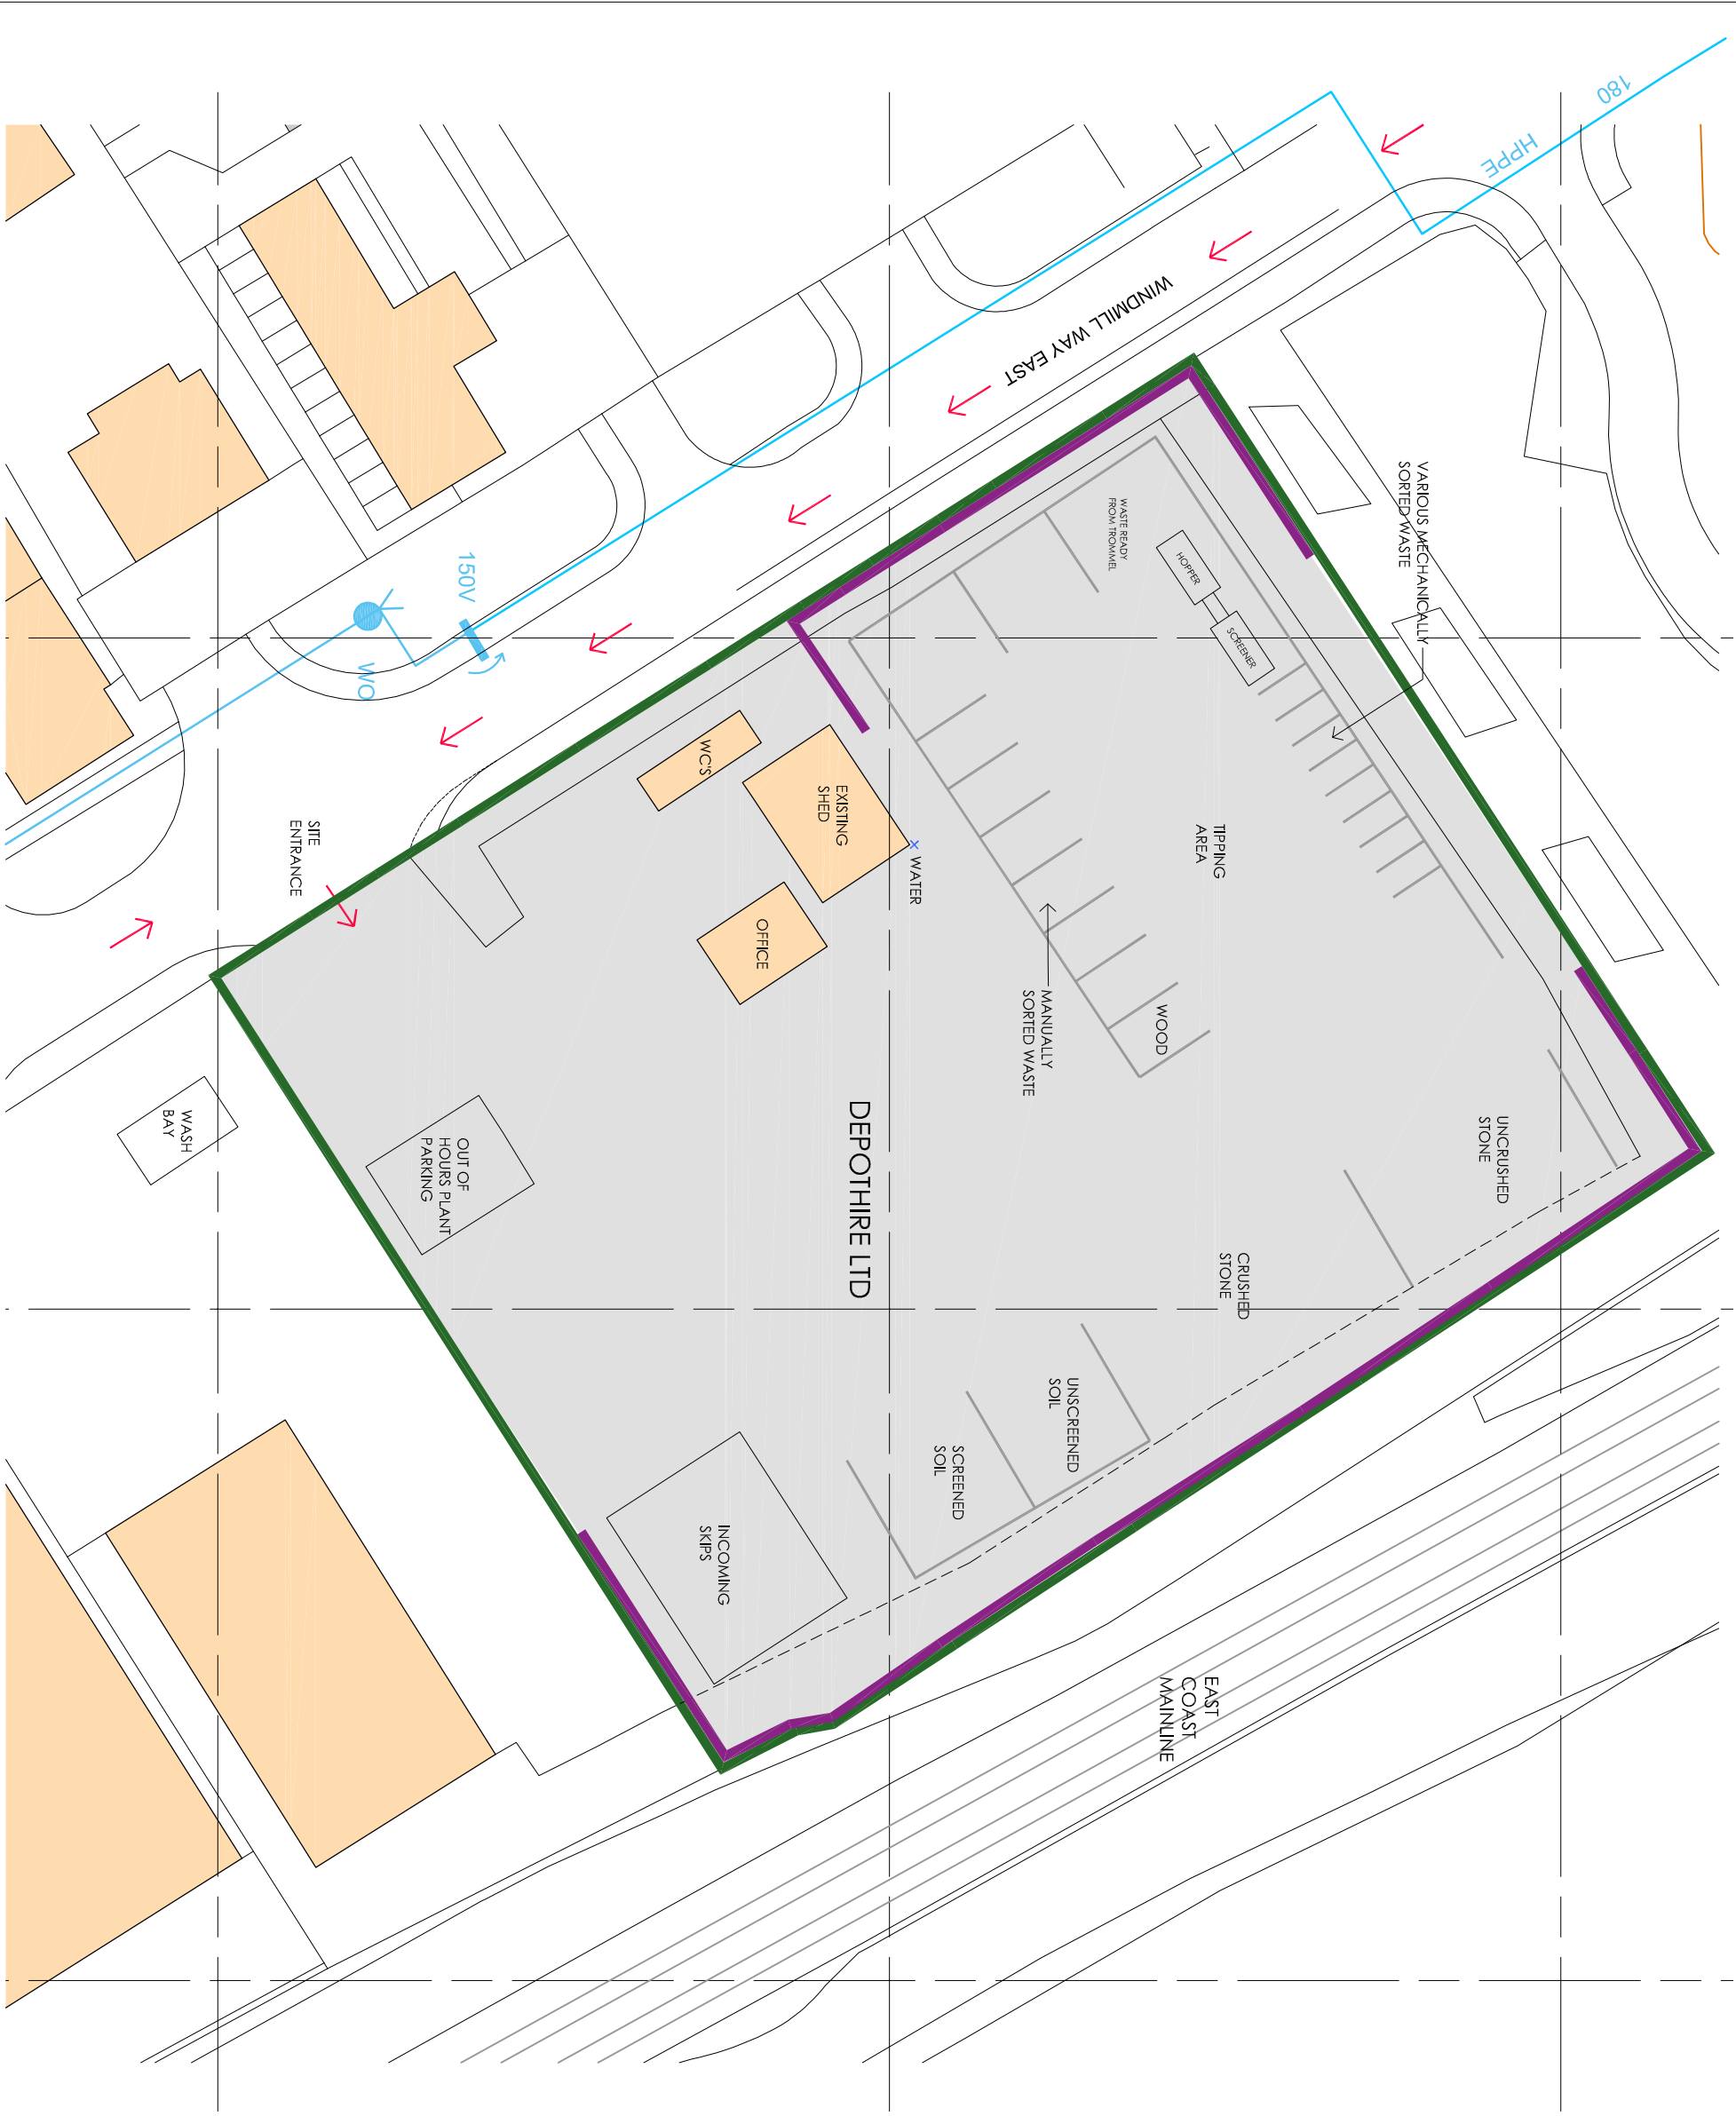 180
HPPE
WINDMILL WAY EAST
VARIOUS MECHANICALLY
SORTED WASTE
WASTE READY
FROM TROMMEL
HOPPER
SCREENER
150V
WO
WC'S
EXISTING
SHED
WATER
OFFICE
TIPPING
AREA
SITE
ENTRANCE
MANUALLY
SORTED WASTE
WOOD
WASH
BAY
OUT OF
HOURS PLANT
PARKING
DEPOTHIRE LTD
UNCRUSHED
STONE
CRUSHED
STONE
UNSCREENED
SOIL
SCREENED
SOIL
INCOMING
SKIPS
EAST
COAST
MAINLINE